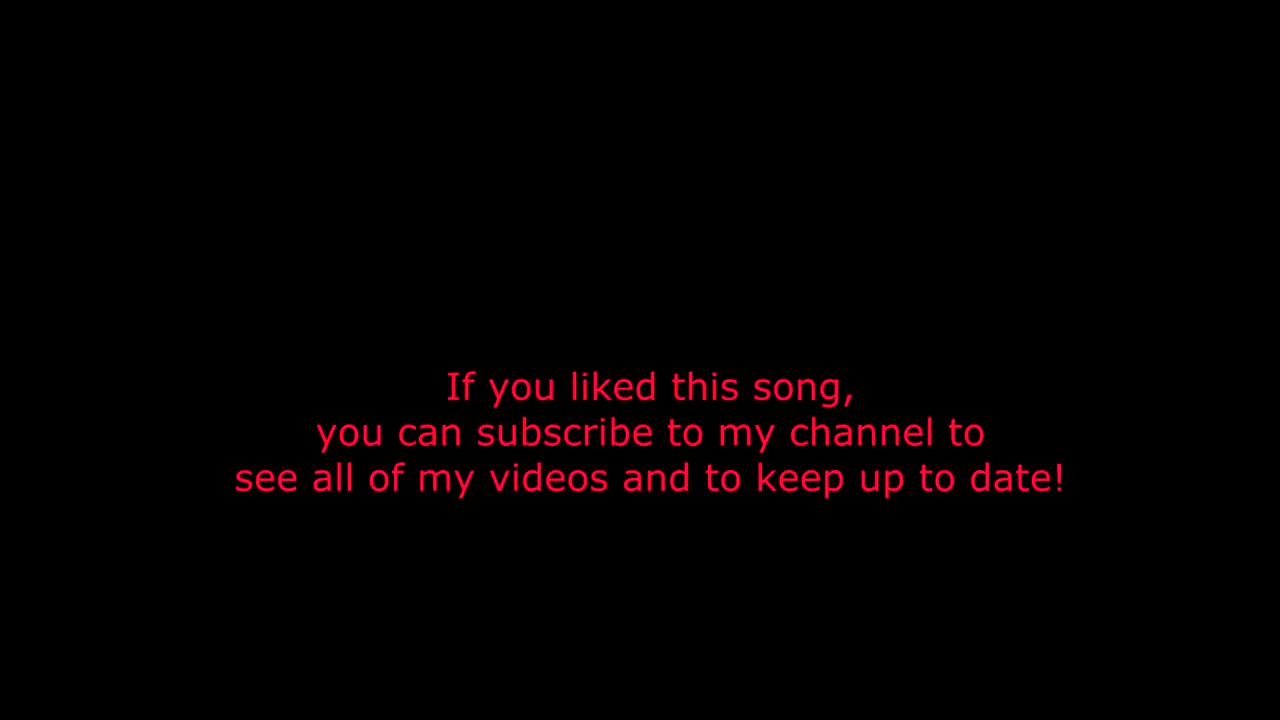 If you liked this song,
you can subscribe to my channel to
see all of my videos and to keep up to date!